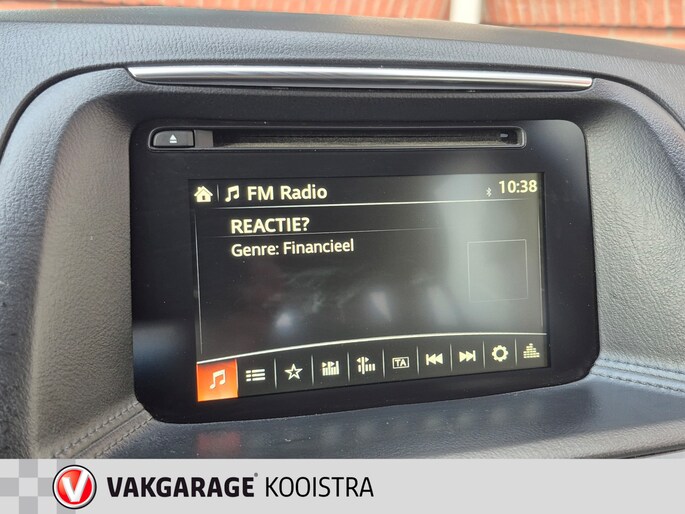 FM Radio
10:38
REACTIE?
Genre: Financieel
TA
VAKGARAGE® KOOISTRA